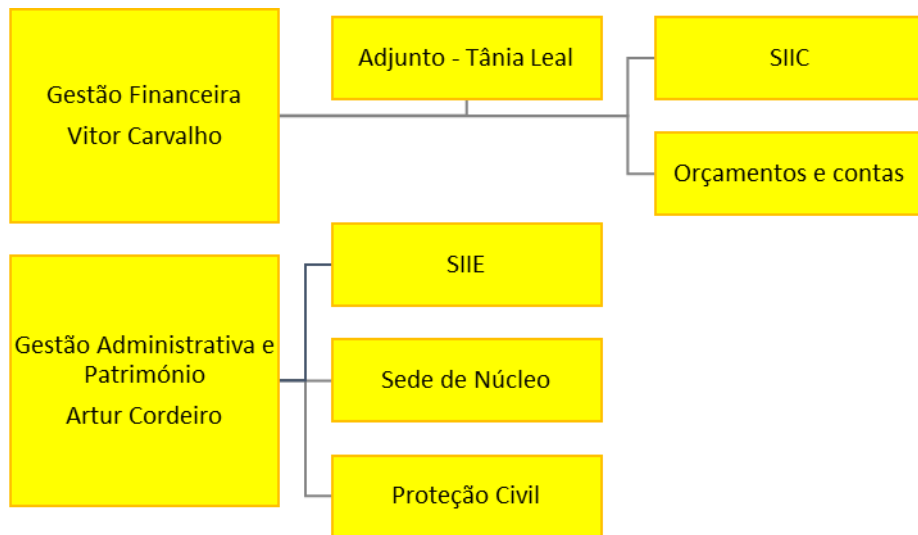 Gestão Financeira
Vitor Carvalho
Adjunto - Tânia Leal
SIIC
Orçamentos e contas
Gestão Administrativa e
Património
Artur Cordeiro
SIIE
Sede de Núcleo
Proteção Civil